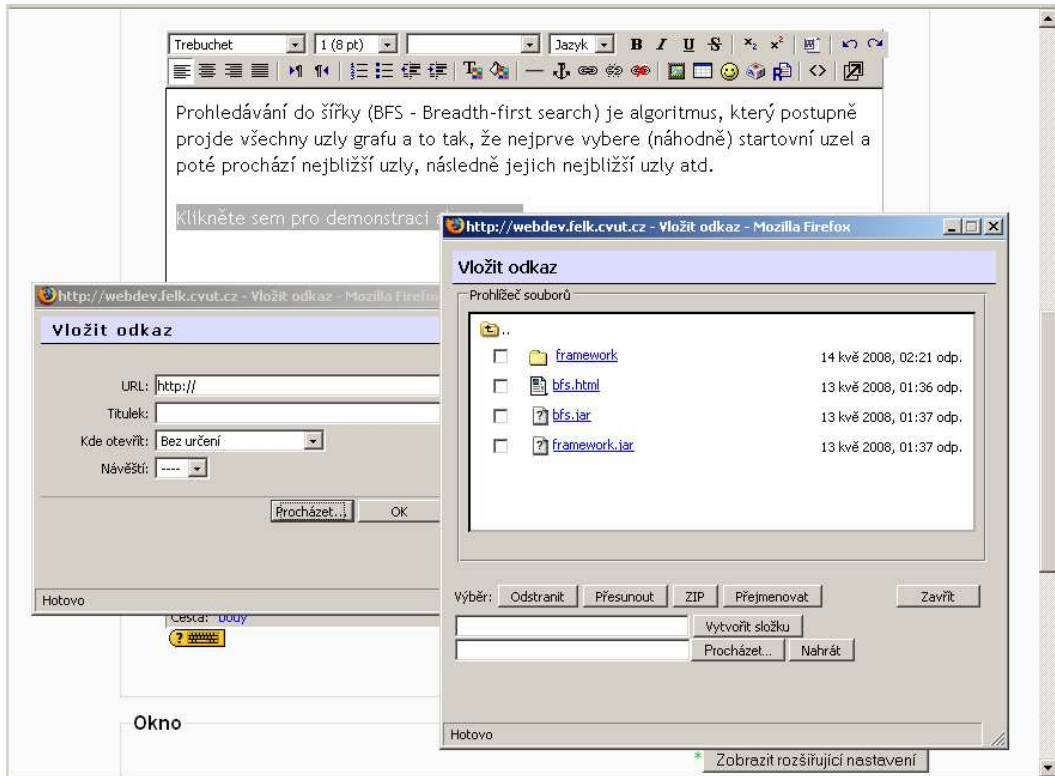 Trebuchet 1 (8 pt) Jazyk B I U S x₂ x²
Prohledávání do šířky (BFS - Breadth-first search) je algoritmus, který postupně
projde všechny uzly grafu a to tak, že nejprve vybere (náhodně) startovní uzel a
poté prochází nejbližší uzly, následně jejich nejbližší uzly atd.
Klikněte sem pro demonstraci
http://webdev.felk.cvut.cz - Vložit odkaz - Mozilla Firefox
Vložit odkaz
URL: http://
Titulek:
Kde otevřít: Bez určení
Návěští: ----
Procházet... OK
Hotovo
http://webdev.felk.cvut.cz - Vložit odkaz - Mozilla Firefox
Vložit odkaz
Prohlížeč souborů
..
framework 14 kvě 2008, 02:21 odp.
bfs.html 13 kvě 2008, 01:36 odp.
bfs.jar 13 kvě 2008, 01:37 odp.
framework.jar 13 kvě 2008, 01:37 odp.
Výběr: Odstranit Přesunout ZIP Přejmenovat Zavřít
Vytvořit složku
Procházet... Nahrát
Hotovo
Cesta: body
?
Okno
* Zobrazit rozšiřující nastavení